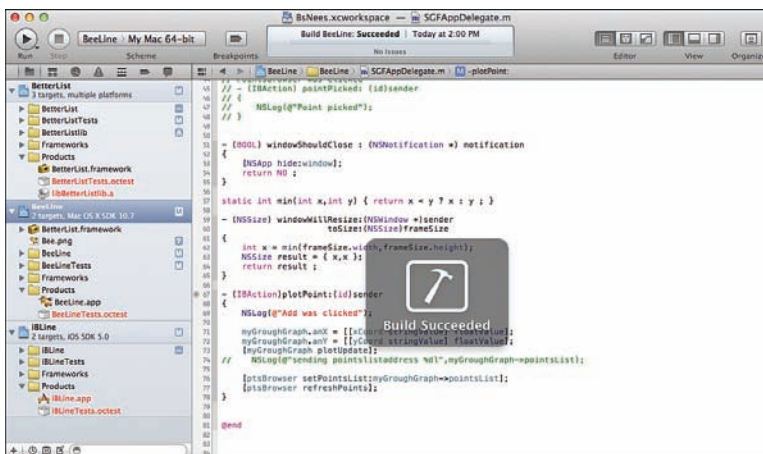 BsNees.xcworkspace — SGFAppDelegate.m
BeeLine My Mac 64-bit
Build BeeLine: Succeeded | Today at 2:00 PM
No Issues
Run Stop Scheme Breakpoints Editor View Organize
BeeLine BeeLine SGFAppDelegate.m -plotPoint:
BetterList
3 targets, multiple platforms
BetterList
BetterListTests
BetterListlib
Frameworks
Products
BetterList.framework
BetterListTests.octest
libBetterListlib.a
BeeLine
2 targets, Mac OS X SDK 10.7
BetterList.framework
Bee.png
BeeLine
BeeLineTests
Frameworks
Products
BeeLine.app
BeeLineTests.octest
iBLine
2 targets, iOS SDK 5.0
iBLine
iBLineTests
Frameworks
Products
iBLine.app
iBLineTests.octest
// - (IBAction) pointPicked: (id)sender
// {
// NSLog(@"Point picked");
// }
- (BOOL) windowShouldClose : (NSNotification *) notification
{
[NSApp hide:window];
return NO ;
}
static int min(int x,int y) { return x < y ? x : y ; }
- (NSSize) windowWillResize:(NSWindow *)sender
toSize:(NSSize)frameSize
{
int x = min(frameSize.width,frameSize.height);
NSSize result = { x,x };
return result ;
}
- (IBAction)plotPoint:(id)sender
{
NSLog(@"Add was clicked");
myGroughGraph.anX = [[xCoord stringValue] floatValue];
myGroughGraph.anY = [[yCoord stringValue] floatValue];
[myGroughGraph plotUpdate];
// NSLog(@"sending pointslistaddress %dl",myGroughGraph->pointsList);
[ptsBrowser setPointsList:myGroughGraph->pointsList];
[ptsBrowser refreshPoints];
}
@end
Build Succeeded